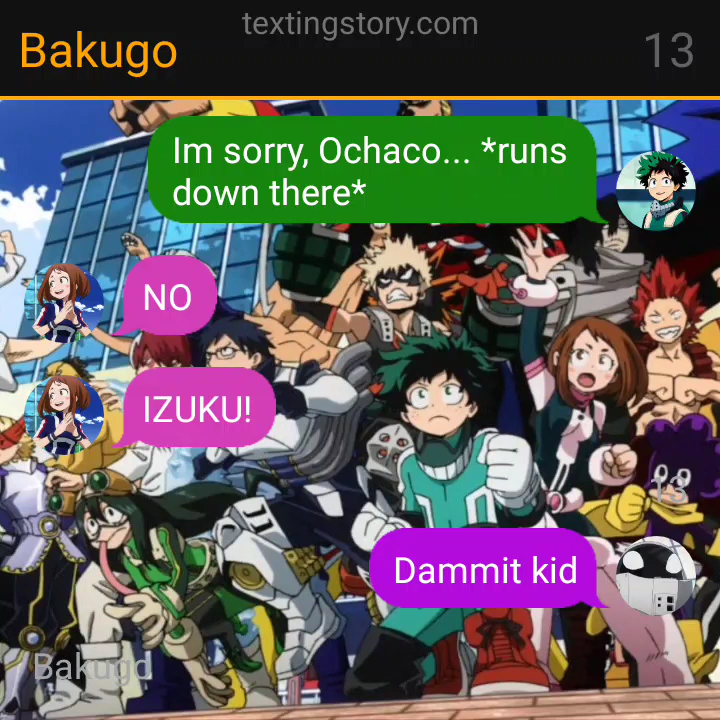 textingstory.com
Bakugo
13
Im sorry, Ochaco... *runs
down there*
NO
IZUKU!
13
Dammit kid
Bakugo